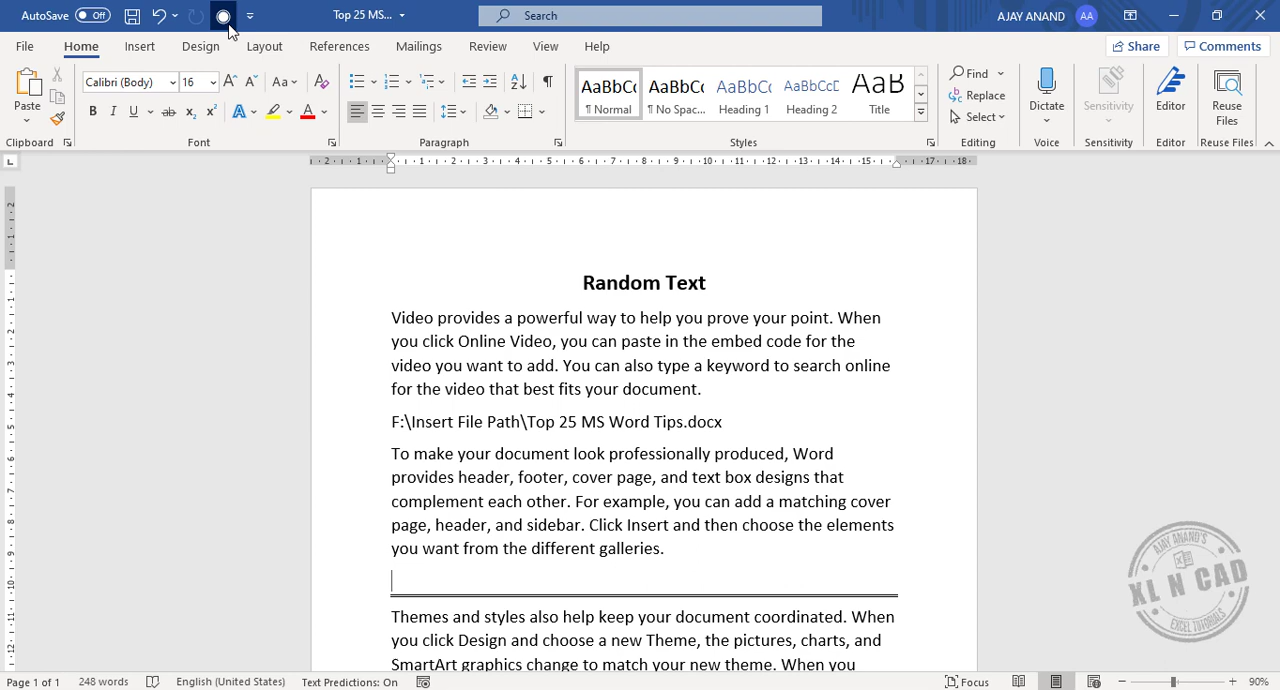 AutoSave Off Top 25 MS... Search AJAY ANAND AA
File Home Insert Design Layout References Mailings Review View Help Share Comments
Paste Calibri (Body) 16 Aa AaBbCc AaBbCc AaBbCc AaBbCcD AaB Find Replace Select Dictate Sensitivity Editor Reuse Files
B I U ab x₂ x² A A ¶ Normal ¶ No Spac... Heading 1 Heading 2 Title
Clipboard Font Paragraph Styles Editing Voice Sensitivity Editor Reuse Files
Random Text
Video provides a powerful way to help you prove your point. When
you click Online Video, you can paste in the embed code for the
video you want to add. You can also type a keyword to search online
for the video that best fits your document.
F:\Insert File Path\Top 25 MS Word Tips.docx
To make your document look professionally produced, Word
provides header, footer, cover page, and text box designs that
complement each other. For example, you can add a matching cover
page, header, and sidebar. Click Insert and then choose the elements
you want from the different galleries.
Themes and styles also help keep your document coordinated. When
you click Design and choose a new Theme, the pictures, charts, and
SmartArt graphics change to match your new theme. When you
AJAY ANAND'S
XL N CAD
EXCEL TUTORIALS
Page 1 of 1 248 words English (United States) Text Predictions: On Focus 90%